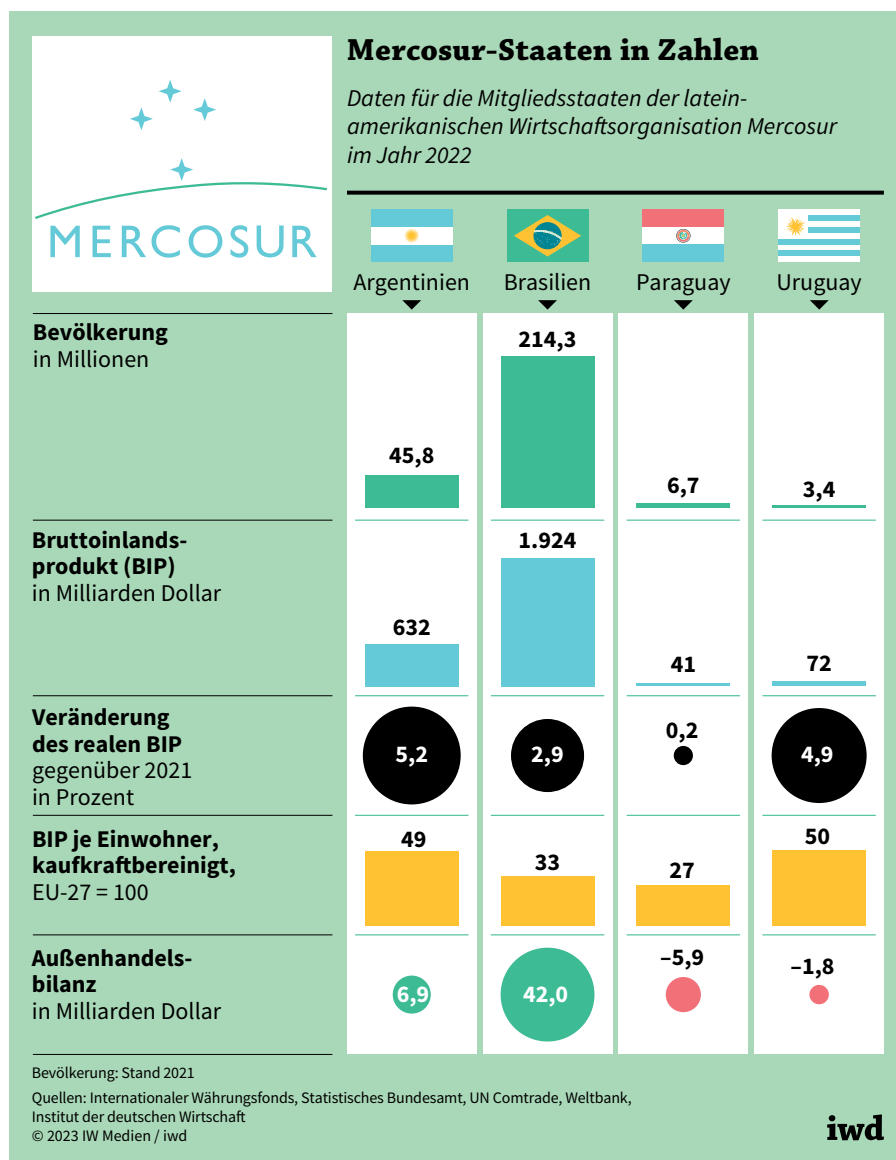 MERCOSUR
Mercosur-Staaten in Zahlen
Daten für die Mitgliedsstaaten der latein-
amerikanischen Wirtschaftsorganisation Mercosur
im Jahr 2022
Argentinien Brasilien Paraguay Uruguay
Bevölkerung
in Millionen
45,8 214,3 6,7 3,4
Bruttoinlands-
produkt (BIP)
in Milliarden Dollar
632 1.924 41 72
Veränderung
des realen BIP
gegenüber 2021
in Prozent
5,2 2,9 0,2 4,9
BIP je Einwohner,
kaufkraftbereinigt,
EU-27 = 100
49 33 27 50
Außenhandels-
bilanz
in Milliarden Dollar
6,9 42,0 –5,9 –1,8
Bevölkerung: Stand 2021
Quellen: Internationaler Währungsfonds, Statistisches Bundesamt, UN Comtrade, Weltbank,
Institut der deutschen Wirtschaft
© 2023 IW Medien / iwd
iwd